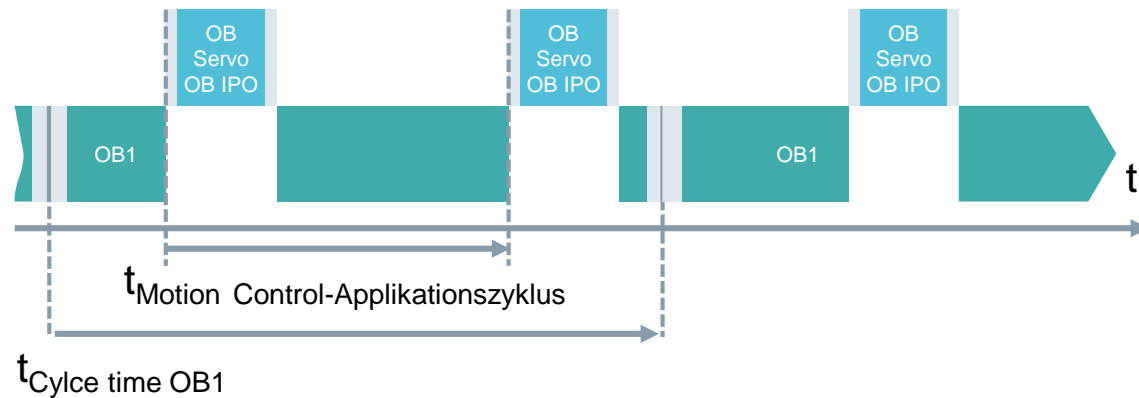 OB
Servo
OB IPO
OB
Servo
OB IPO
OB
Servo
OB IPO
OB1
OB1
t
tMotion Control-Applikationszyklus
tCylce time OB1